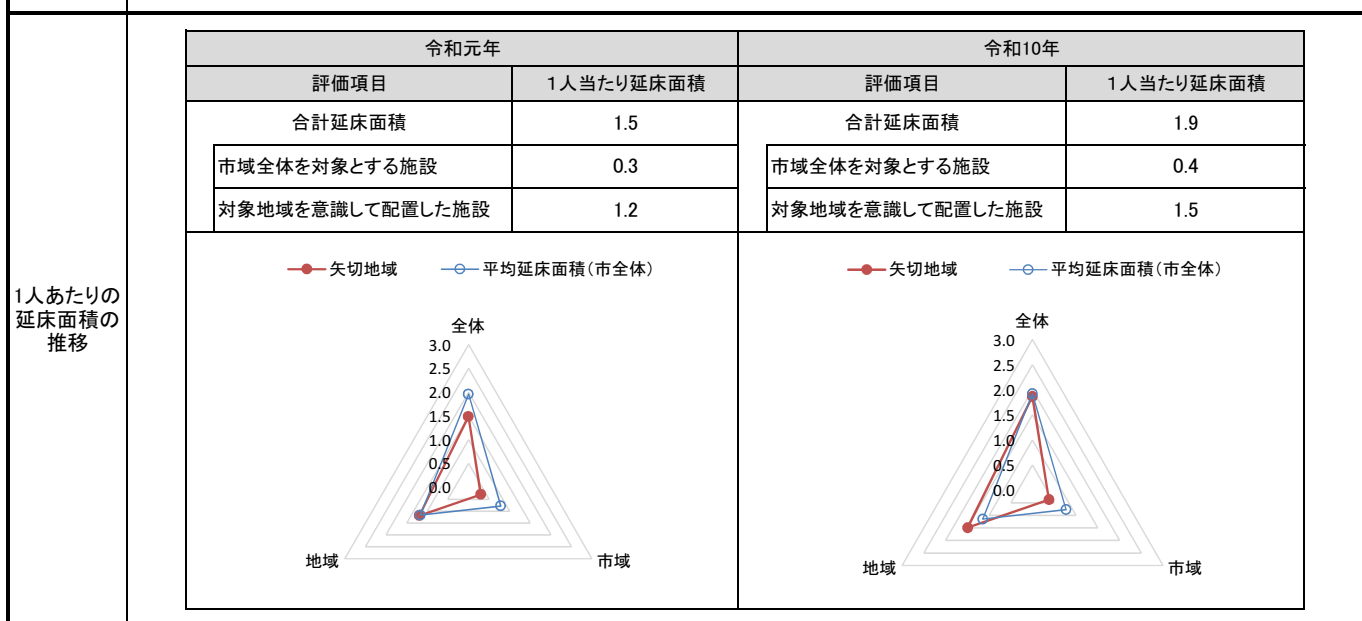 令和元年
令和10年
評価項目
1人当たり延床面積
評価項目
1人当たり延床面積
合計延床面積
1.5
合計延床面積
1.9
市域全体を対象とする施設
0.3
市域全体を対象とする施設
0.4
対象地域を意識して配置した施設
1.2
対象地域を意識して配置した施設
1.5
1人あたりの
延床面積の
推移
矢切地域
平均延床面積(市全体)
全体
3.0
2.5
2.0
1.5
1.0
0.5
0.0
地域
市域
矢切地域
平均延床面積(市全体)
全体
3.0
2.5
2.0
1.5
1.0
0.5
0.0
地域
市域